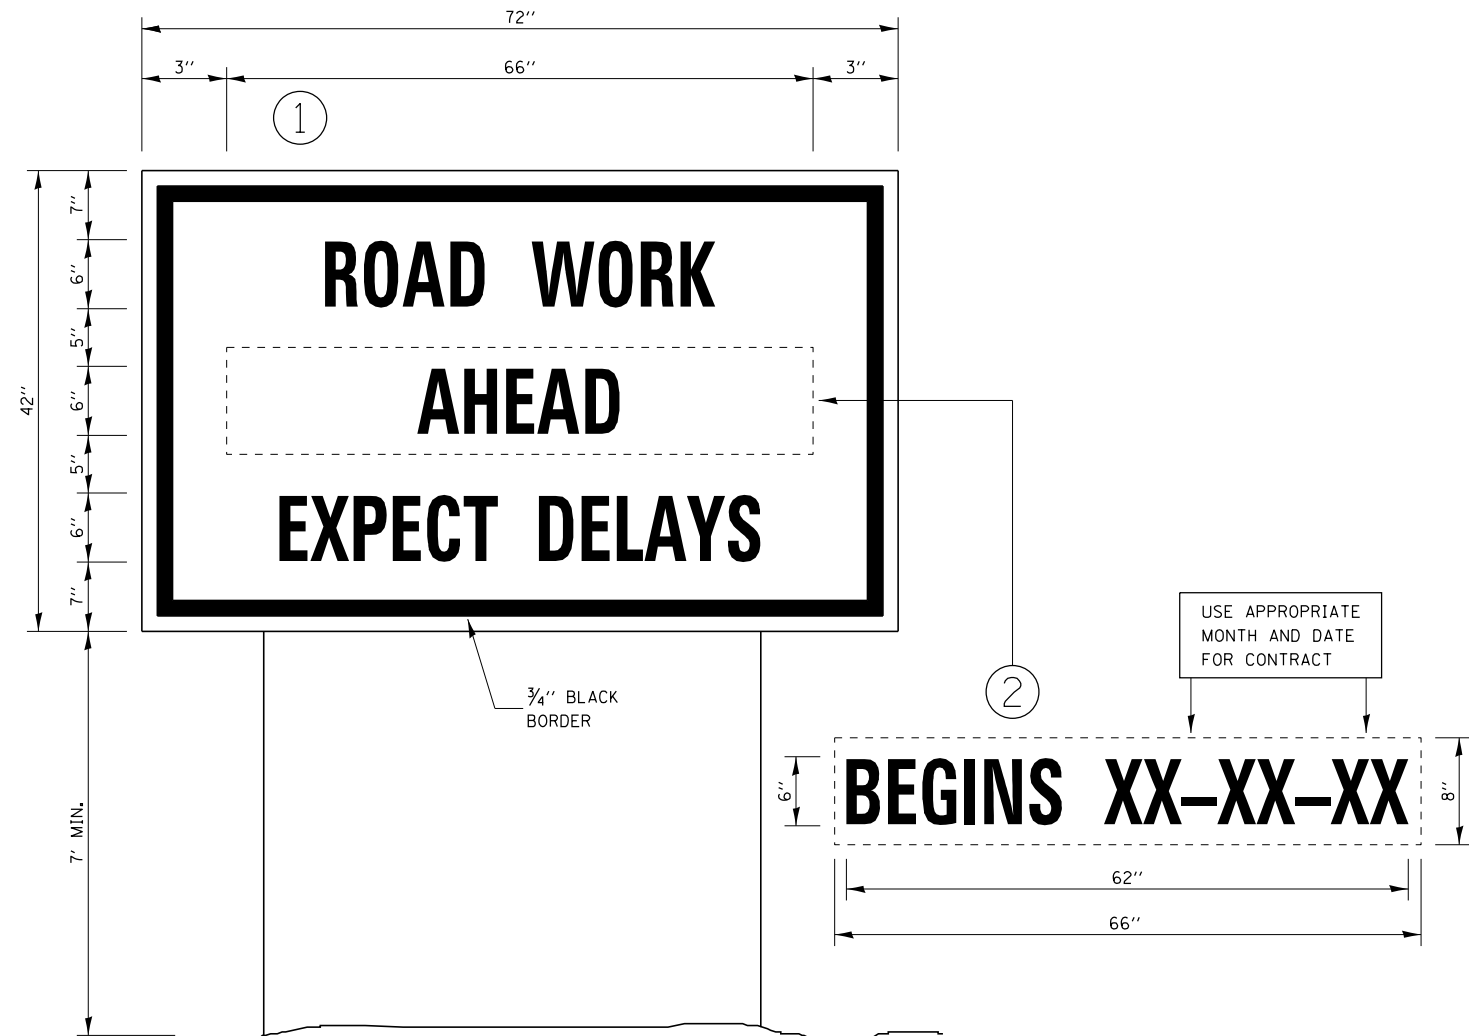 72''
3'' 66'' 3''
1
7''
6''
5''
6''
5''
6''
7''
42''
ROAD WORK
AHEAD
EXPECT DELAYS
3/4'' BLACK
BORDER
7' MIN.
USE APPROPRIATE
MONTH AND DATE
FOR CONTRACT
2
6''
BEGINS XX-XX-XX
8''
62''
66''